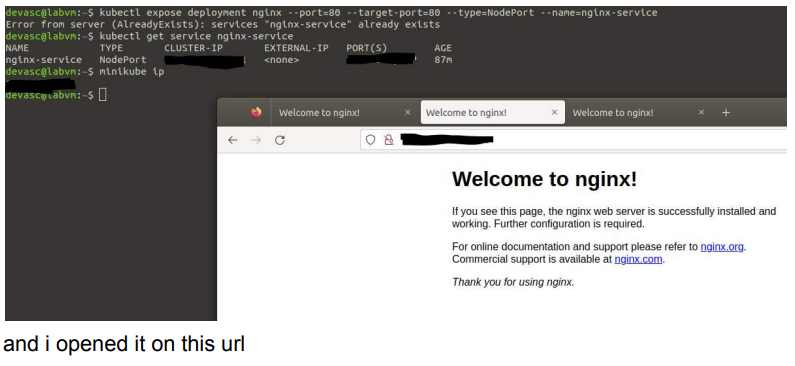 devasc@labvm:~$ kubectl expose deployment nginx --port=80 --target-port=80 --type=NodePort --name=nginx-service
Error from server (AlreadyExists): services "nginx-service" already exists
devasc@labvm:~$ kubectl get service nginx-service
NAME TYPE CLUSTER-IP EXTERNAL-IP PORT(S) AGE
nginx-service NodePort <none> 87m
devasc@labvm:~$ minikube ip
devasc@labvm:~$
Welcome to nginx! × Welcome to nginx! × Welcome to nginx! × +
Welcome to nginx!
If you see this page, the nginx web server is successfully installed and
working. Further configuration is required.
For online documentation and support please refer to nginx.org.
Commercial support is available at nginx.com.
Thank you for using nginx.
and i opened it on this url